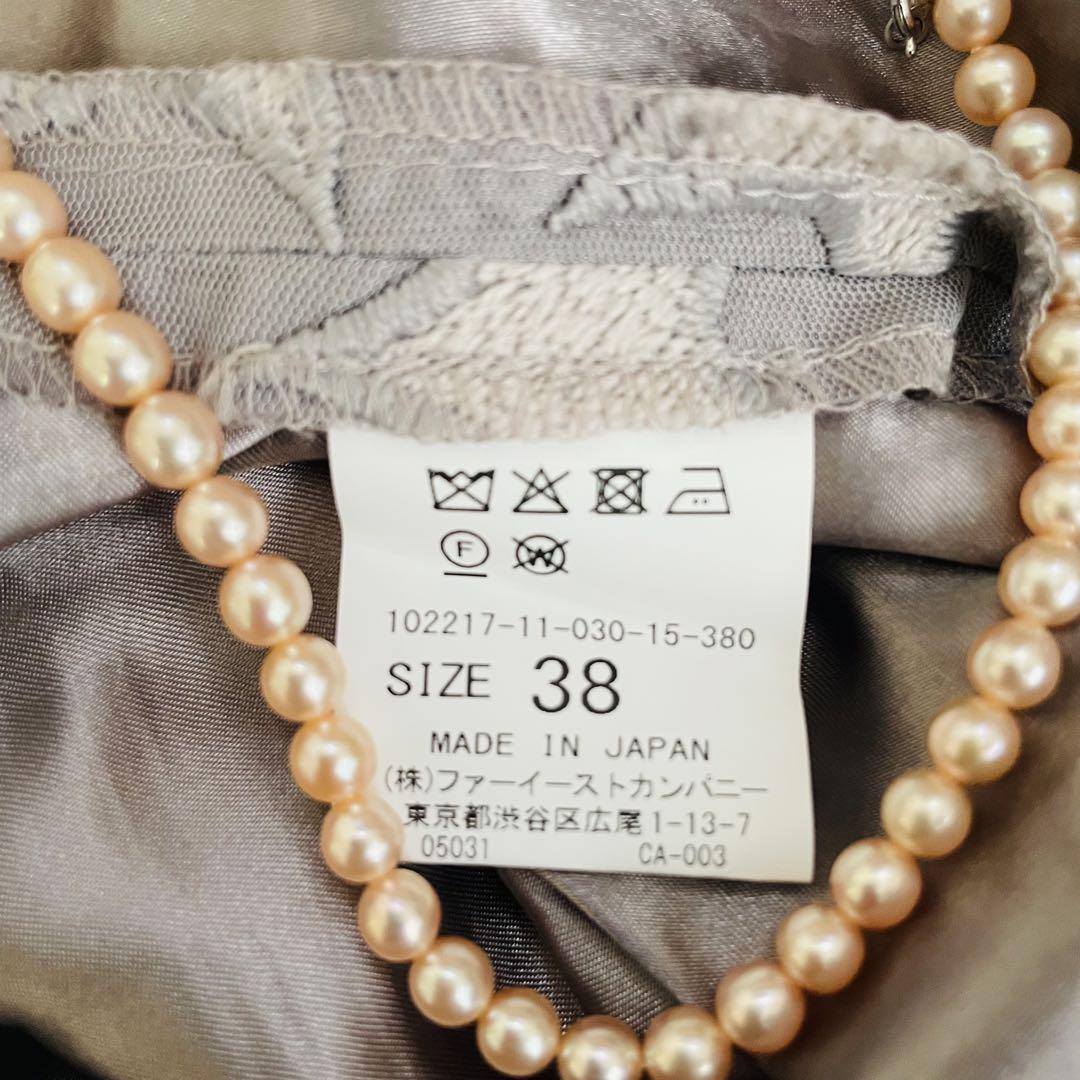 F W
102217-11-030-15-380
SIZE 38
MADE IN JAPAN
(株)ファーイーストカンパニー
東京都渋谷区広尾1-13-7
05031 CA-003